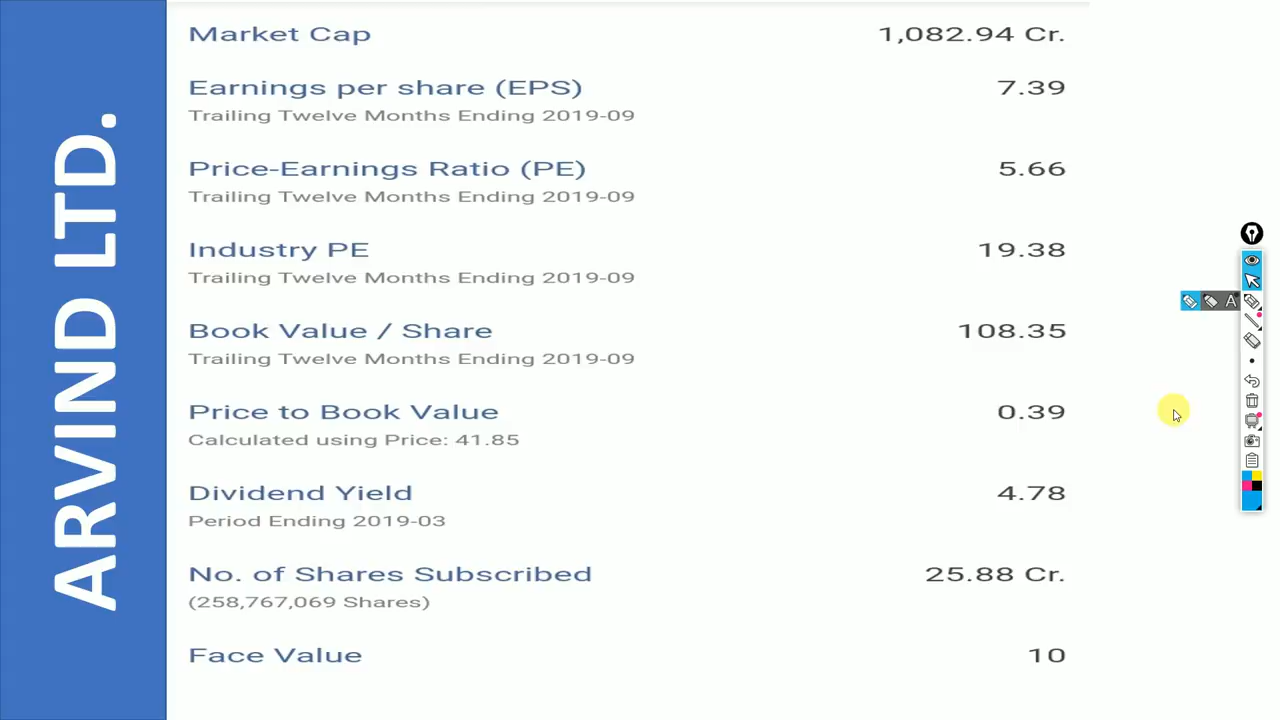 ARVIND LTD.
Market Cap 1,082.94 Cr.
Earnings per share (EPS) 7.39
Trailing Twelve Months Ending 2019-09
Price-Earnings Ratio (PE) 5.66
Trailing Twelve Months Ending 2019-09
Industry PE 19.38
Trailing Twelve Months Ending 2019-09
Book Value / Share 108.35
Trailing Twelve Months Ending 2019-09
Price to Book Value 0.39
Calculated using Price: 41.85
Dividend Yield 4.78
Period Ending 2019-03
No. of Shares Subscribed 25.88 Cr.
(258,767,069 Shares)
Face Value 10
A